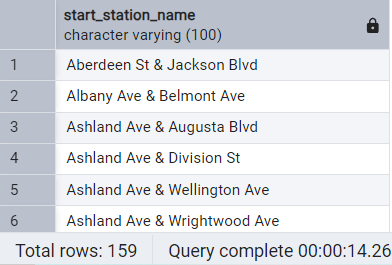 start_station_name
character varying (100)
1 Aberdeen St & Jackson Blvd
2 Albany Ave & Belmont Ave
3 Ashland Ave & Augusta Blvd
4 Ashland Ave & Division St
5 Ashland Ave & Wellington Ave
6 Ashland Ave & Wrightwood Ave
Total rows: 159 Query complete 00:00:14.26